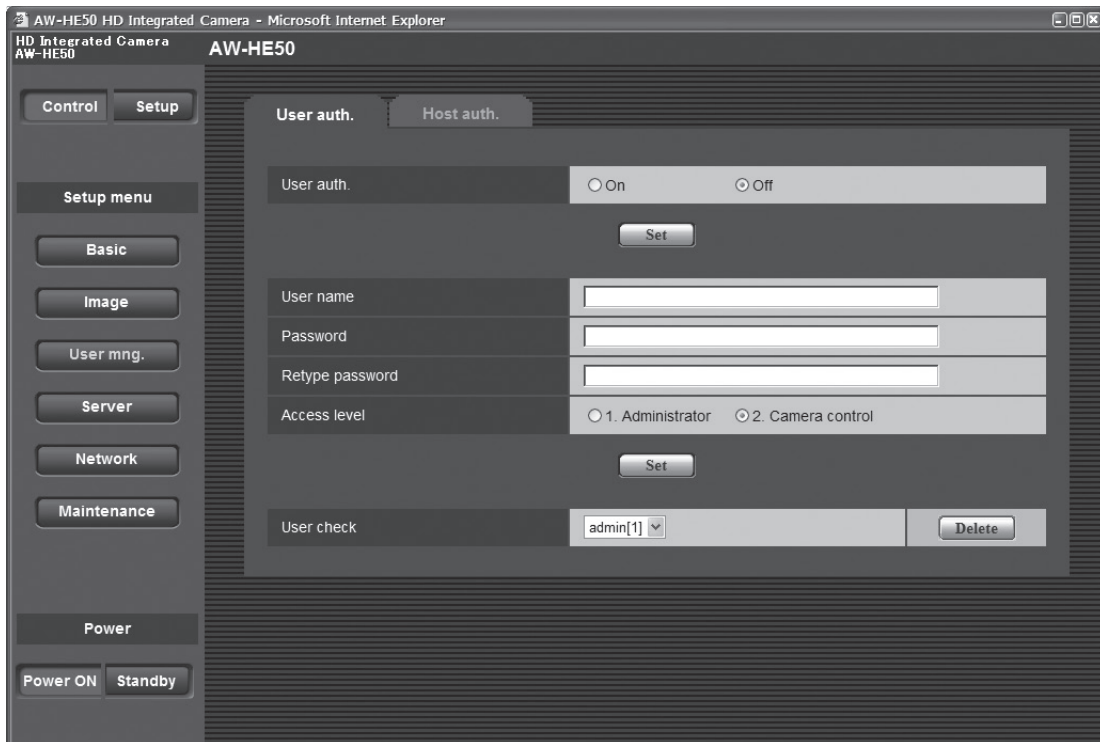 AW-HE50 HD Integrated Camera - Microsoft Internet Explorer
HD Integrated Camera
AW-HE50
AW-HE50
Control Setup
Setup menu
Basic
Image
User mng.
Server
Network
Maintenance
Power
Power ON Standby
User auth. Host auth.
User auth. On Off
Set
User name
Password
Retype password
Access level 1. Administrator 2. Camera control
Set
User check admin[1] Delete